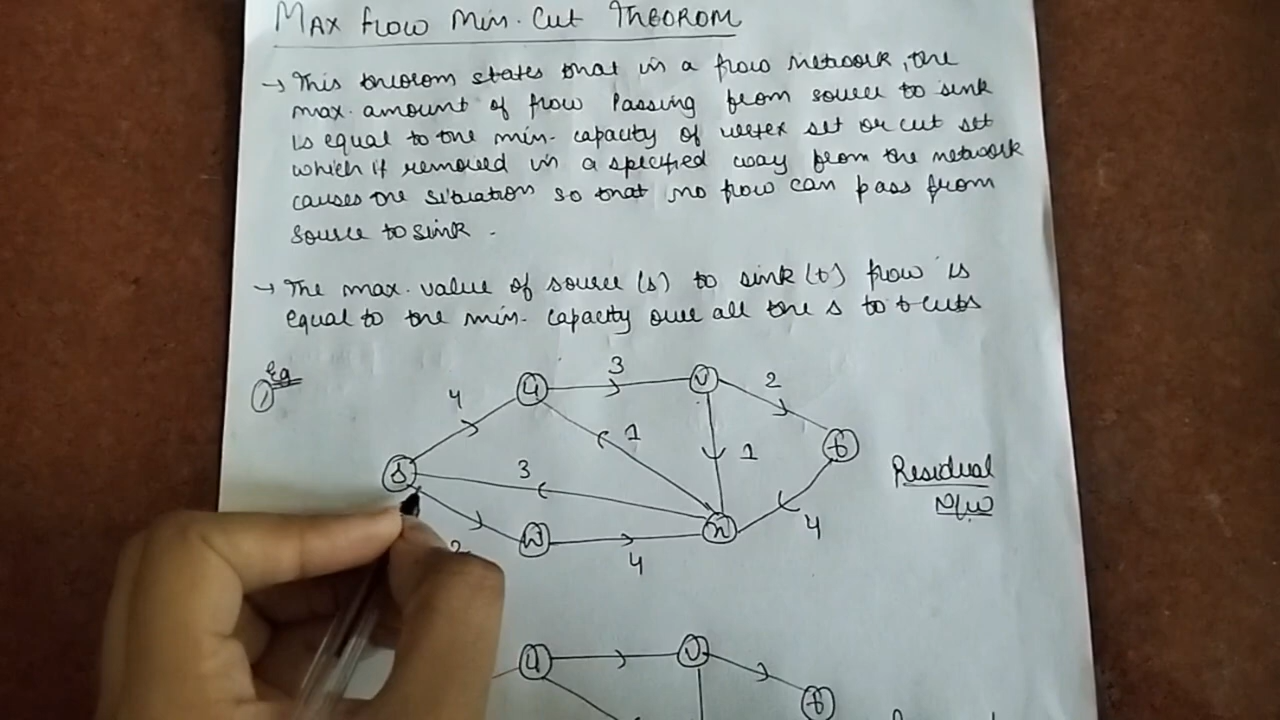 MAX FLOW MIN. CUT THEOROM
→ This theorom states that in a flow network, the
max. amount of flow Passing from source to sink
is equal to the min. capacity of vertex set or cut set
which if removed in a specified way from the network
causes the situation so that no flow can pass from
source to sink.
→ The max. value of source (s) to sink (t) flow is
equal to the min. capacity over all the s to t cuts
Eg
1)
4 u 3 v 2
1 1 t
s 3
2 w 4 x 4
Residual
N/w
u v
t